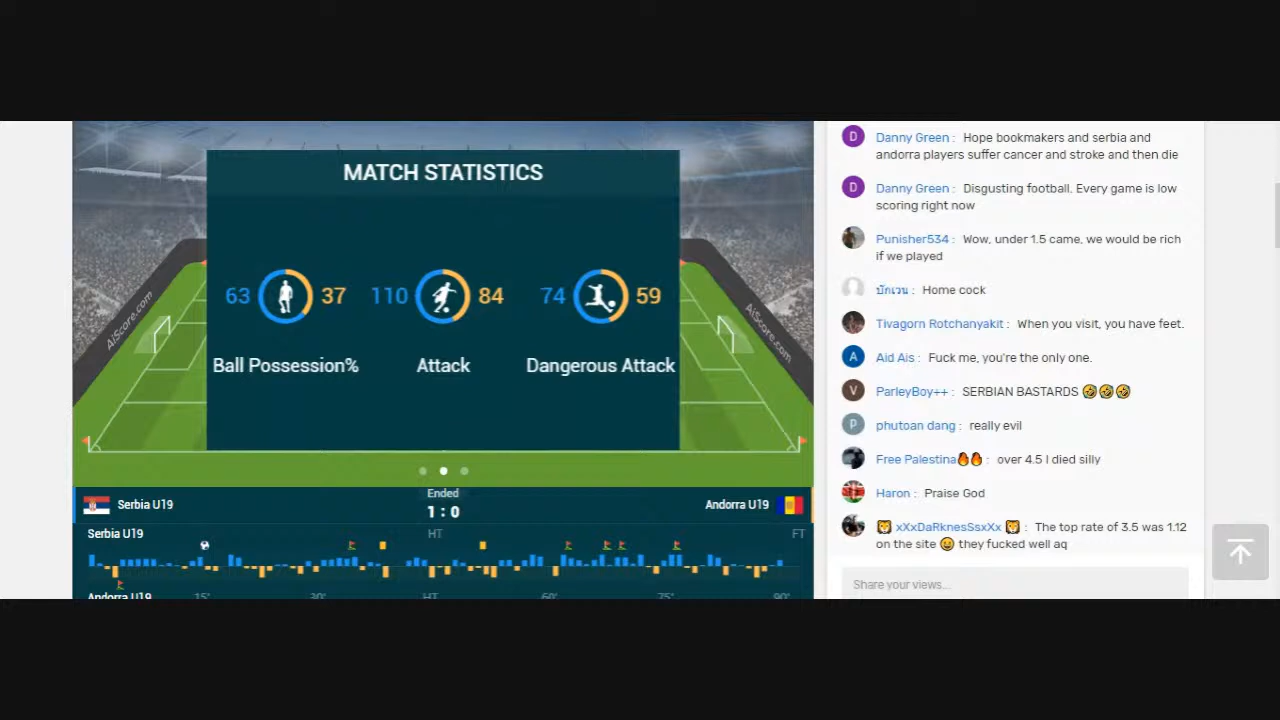 MATCH STATISTICS
63 37 110 84 74 59
Ball Possession% Attack Dangerous Attack
AiScore.com
AiScore.com
Ended
Serbia U19 1 : 0 Andorra U19
Serbia U19 HT FT
Andorra U19 15' 30' HT 60' 75' 90'
D Danny Green : Hope bookmakers and serbia and
andorra players suffer cancer and stroke and then die
D Danny Green : Disgusting football. Every game is low
scoring right now
Punisher534 : Wow, under 1.5 came, we would be rich
if we played
บักเวน : Home cock
Tivagorn Rotchanyakit : When you visit, you have feet.
A Aid Ais : Fuck me, you're the only one.
V ParleyBoy++ : SERBIAN BASTARDS 🤣🤣🤣
P phutoan dang : really evil
Free Palestina🔥🔥 : over 4.5 I died silly
Haron : Praise God
🦁 xXxDaRknesSsxXx 🦁 : The top rate of 3.5 was 1.12
on the site 😄 they fucked well aq
Share your views...